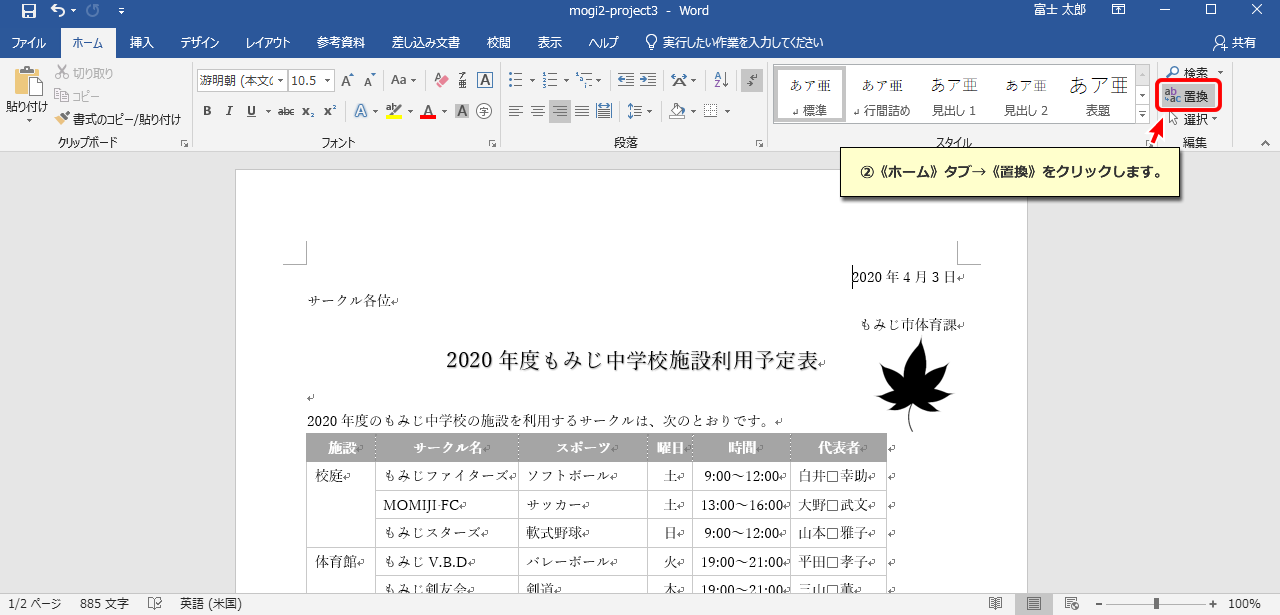 mogi2-project3 - Word
富士 太郎
ファイル ホーム 挿入 デザイン レイアウト 参考資料 差し込み文書 校閲 表示 ヘルプ 実行したい作業を入力してください 共有
貼り付け
切り取り
コピー
書式のコピー/貼り付け
クリップボード
游明朝 (本文の 10.5
フォント
段落
あア亜 標準
あア亜 行間詰め
あア亜 見出し 1
あア亜 見出し 2
あア亜 表題
スタイル
検索
置換
選択
編集
②《ホーム》タブ→《置換》をクリックします。
2020 年 4 月 3 日
サークル各位
もみじ市体育課
2020 年度もみじ中学校施設利用予定表
2020 年度のもみじ中学校の施設を利用するサークルは、次のとおりです。
施設 サークル名 スポーツ 曜日 時間 代表者
校庭 もみじファイターズ ソフトボール 土 9:00～12:00 白井□幸助
MOMIJI·FC サッカー 土 13:00～16:00 大野□武文
もみじスターズ 軟式野球 日 9:00～12:00 山本□雅子
体育館 もみじ V.B.D バレーボール 火 19:00～21:00 平田□孝子
もみじ剣友会 剣道 木 19:00～21:00 三山□薫
1/2 ページ 885 文字 英語 (米国) 100%